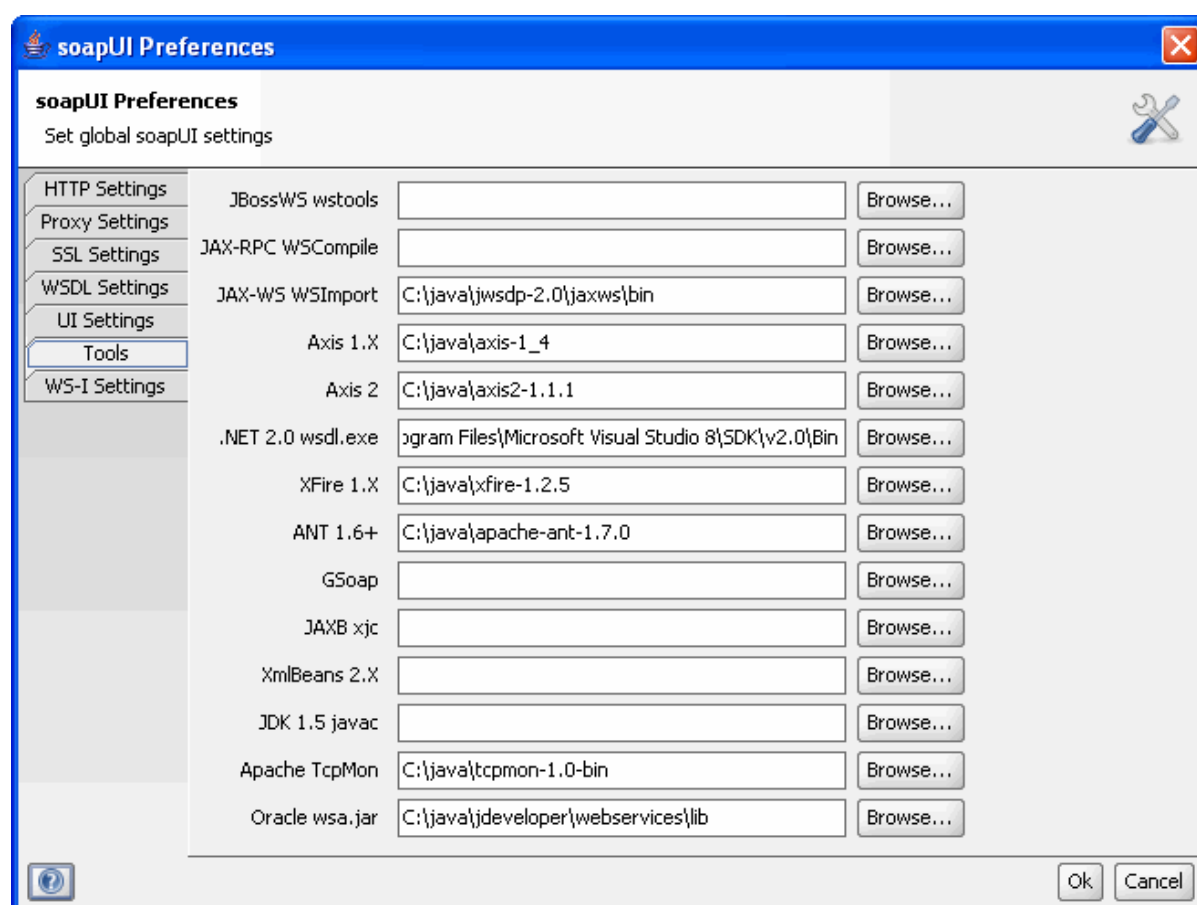 soapUI Preferences
soapUI Preferences
Set global soapUI settings
HTTP Settings
Proxy Settings
SSL Settings
WSDL Settings
UI Settings
Tools
WS-I Settings
JBossWS wstools Browse...
JAX-RPC WSCompile Browse...
JAX-WS WSImport C:\java\jwsdp-2.0\jaxws\bin Browse...
Axis 1.X C:\java\axis-1_4 Browse...
Axis 2 C:\java\axis2-1.1.1 Browse...
.NET 2.0 wsdl.exe ogram Files\Microsoft Visual Studio 8\SDK\v2.0\Bin Browse...
XFire 1.X C:\java\xfire-1.2.5 Browse...
ANT 1.6+ C:\java\apache-ant-1.7.0 Browse...
GSoap Browse...
JAXB xjc Browse...
XmlBeans 2.X Browse...
JDK 1.5 javac Browse...
Apache TcpMon C:\java\tcpmon-1.0-bin Browse...
Oracle wsa.jar C:\java\jdeveloper\webservices\lib Browse...
? Ok Cancel